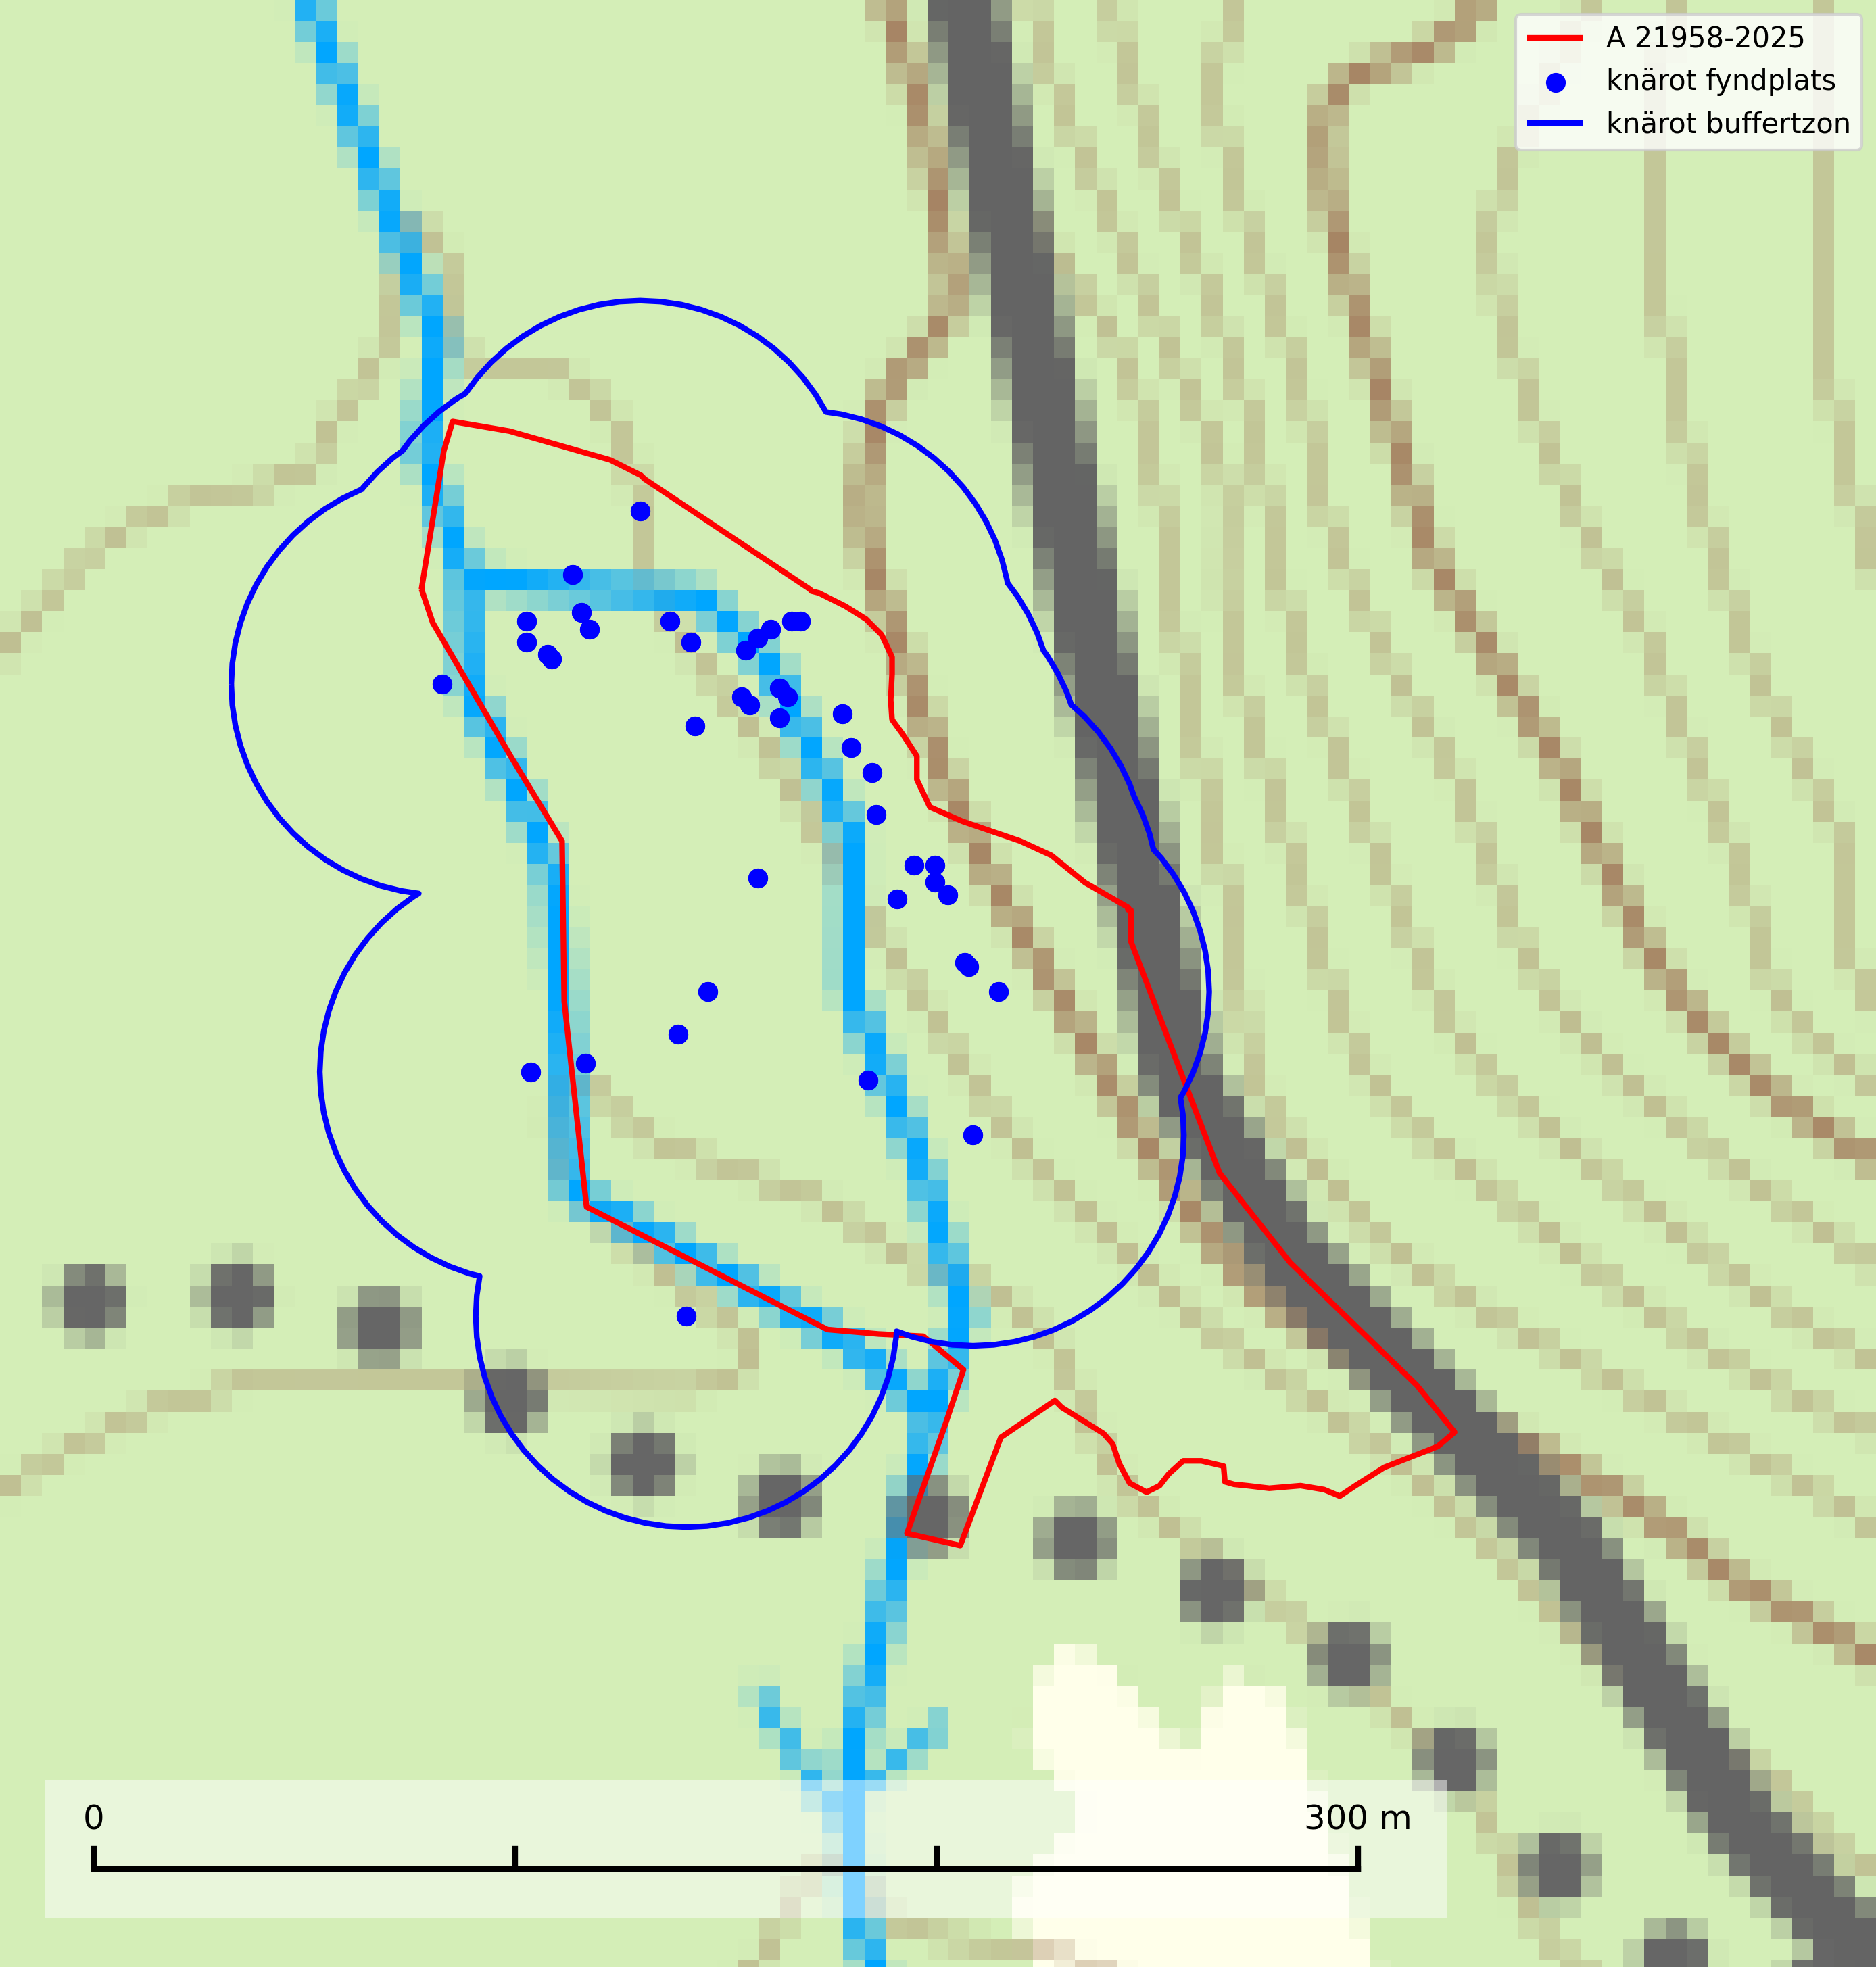 A 21958-2025
knärot fyndplats
knärot buffertzon
0
300 m